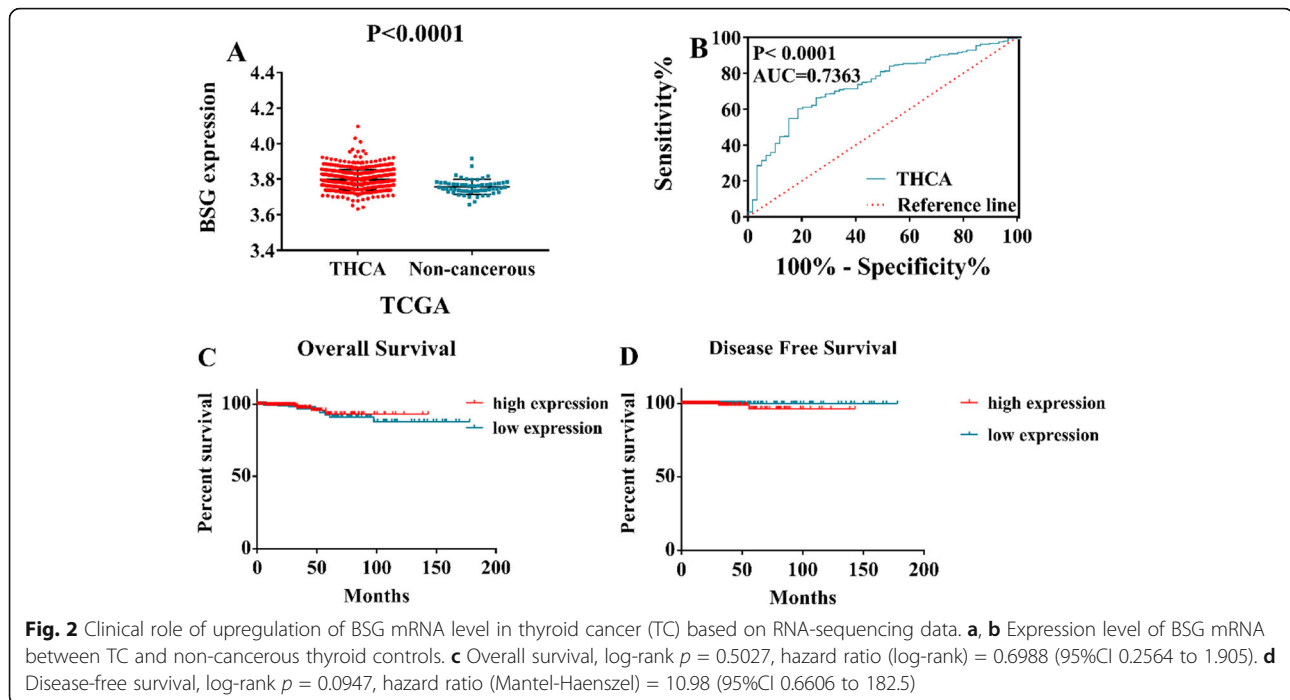 P<0.0001
A
BSG expression
4.4
4.2
4.0
3.8
3.6
3.4
THCA Non-cancerous
TCGA
B
P< 0.0001
AUC=0.7363
Sensitivity%
100
80
60
40
20
0
THCA
Reference line
0 20 40 60 80 100
100% - Specificity%
C
Overall Survival
Percent survival
100
50
0
high expression
low expression
0 50 100 150 200
Months
D
Disease Free Survival
Percent survival
100
50
0
high expression
low expression
0 50 100 150 200
Months
Fig. 2 Clinical role of upregulation of BSG mRNA level in thyroid cancer (TC) based on RNA-sequencing data. a, b Expression level of BSG mRNA
between TC and non-cancerous thyroid controls. c Overall survival, log-rank p = 0.5027, hazard ratio (log-rank) = 0.6988 (95%CI 0.2564 to 1.905). d
Disease-free survival, log-rank p = 0.0947, hazard ratio (Mantel-Haenszel) = 10.98 (95%CI 0.6606 to 182.5)